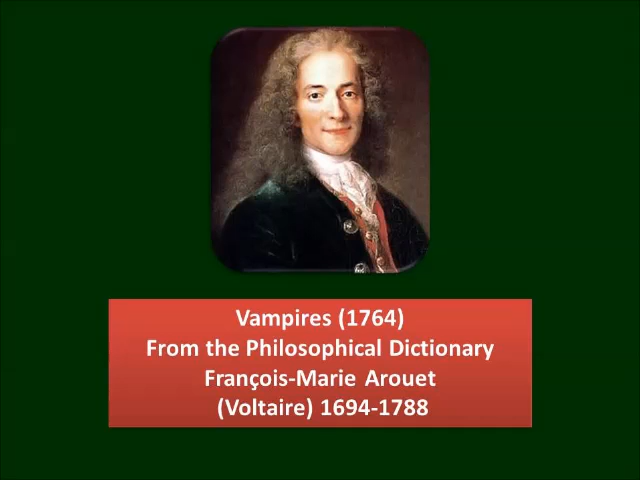 Vampires (1764)
From the Philosophical Dictionary
François-Marie Arouet
(Voltaire) 1694-1788